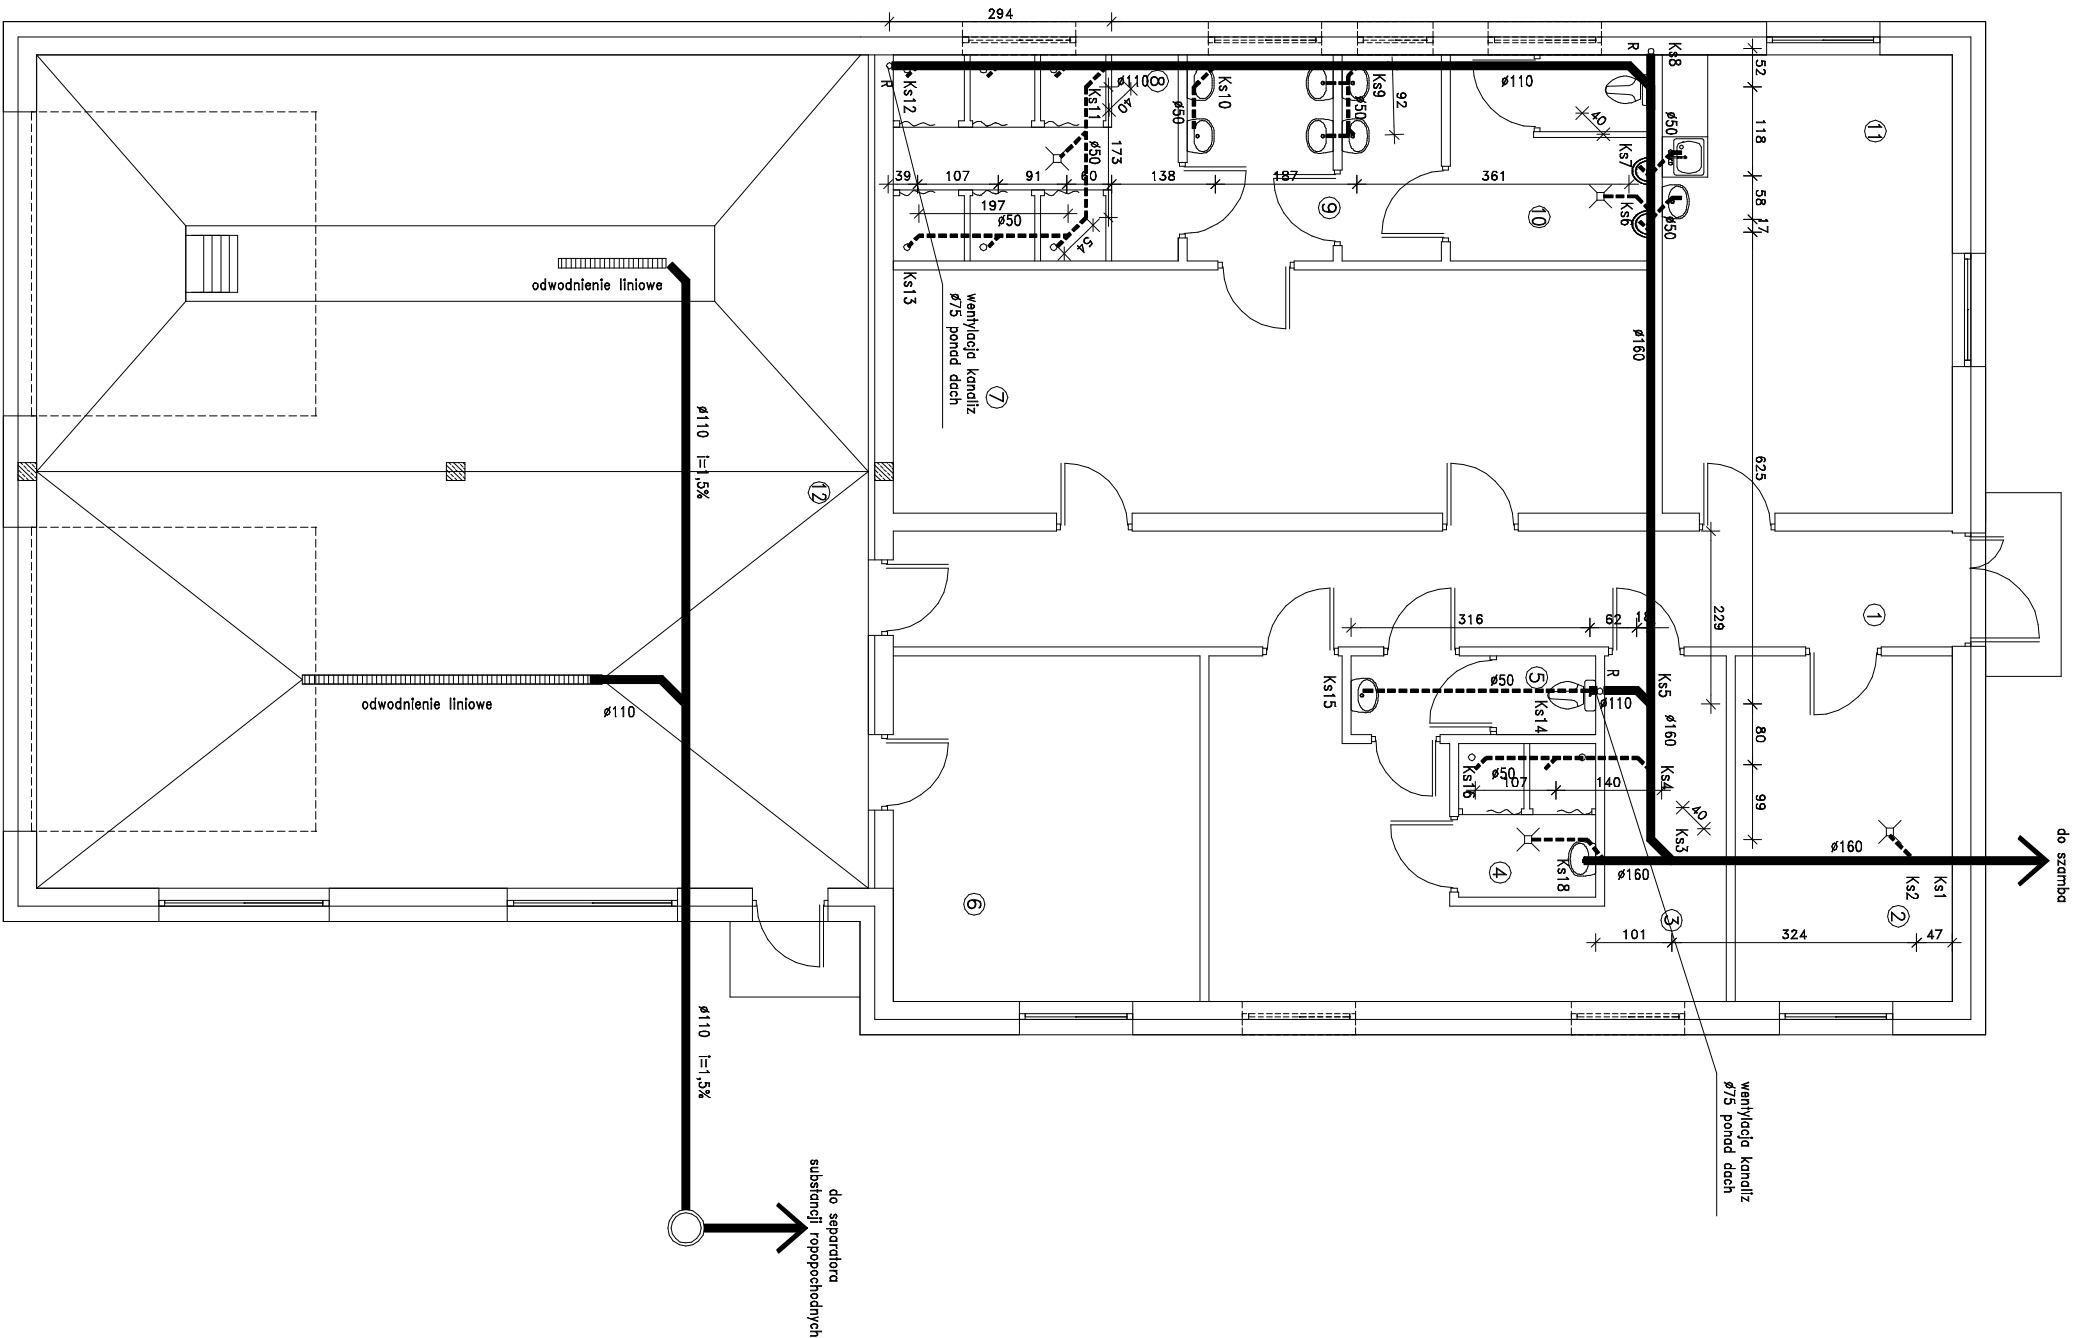 294
Ks8
R
52
118
58
17
625
80
99
229
ø110
ø110
8
40
Ks12
R
Ks11
ø50
173
Ks10
ø50
Ks9
ø50
92
40
ø50
Ks7
Ks6
ø50
11
39
107
91
60
138
187
361
197
ø50
54
9
10
Ks13
odwodnienie liniowe
wentylacja kanaliz
ø75 ponad dach
7
ø160
ø110 i=1,5%
12
1
316
62
18
R
Ks5
ø110
ø160
5
ø50
Ks14
Ks15
odwodnienie liniowe
ø110
Ks16
ø50
107
140
Ks4
40
Ks3
ø160
ø160
Ks18
4
Ks1
Ks2
2
3
6
101
324
47
do szamba
ø110 i=1,5%
wentylacja kanaliz
ø75 ponad dach
do separatora
substancji ropopochodnych